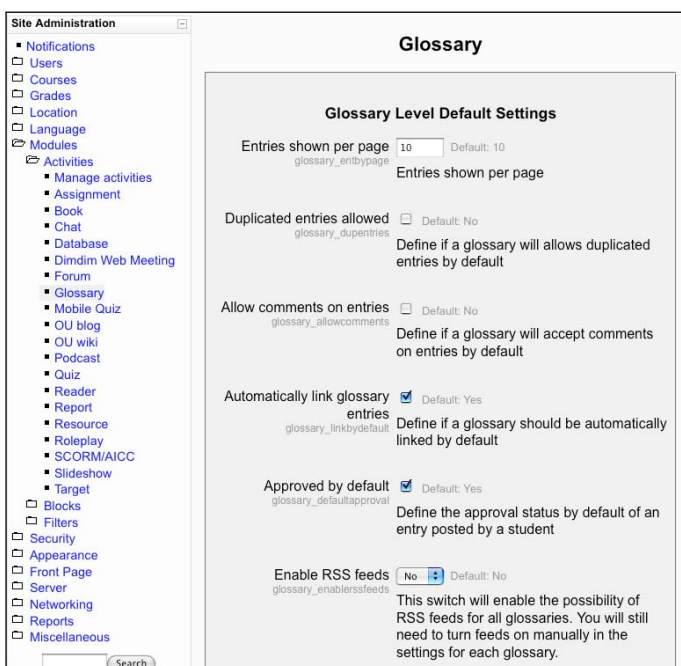 Site Administration
Notifications
Users
Courses
Grades
Location
Language
Modules
Activities
Manage activities
Assignment
Book
Chat
Database
Dimdim Web Meeting
Forum
Glossary
Mobile Quiz
OU blog
OU wiki
Podcast
Quiz
Reader
Report
Resource
Roleplay
SCORM/AICC
Slideshow
Target
Blocks
Filters
Security
Appearance
Front Page
Server
Networking
Reports
Miscellaneous
Search
Glossary
Glossary Level Default Settings
Entries shown per page 10 Default: 10
glossary_entbypage
Entries shown per page
Duplicated entries allowed Default: No
glossary_dupentries
Define if a glossary will allows duplicated
entries by default
Allow comments on entries Default: No
glossary_allowcomments
Define if a glossary will accept comments
on entries by default
Automatically link glossary Default: Yes
entries
glossary_linkbydefault
Define if a glossary should be automatically
linked by default
Approved by default Default: Yes
glossary_defaultapproval
Define the approval status by default of an
entry posted by a student
Enable RSS feeds No Default: No
glossary_enablerssfeeds
This switch will enable the possibility of
RSS feeds for all glossaries. You will still
need to turn feeds on manually in the
settings for each glossary.